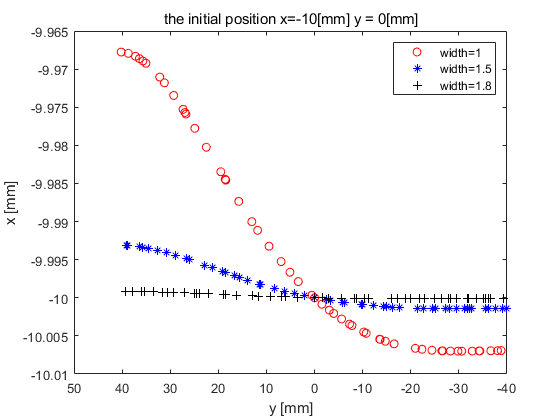 the initial position x=-10[mm] y = 0[mm]
-9.965
-9.97
-9.975
-9.98
-9.985
-9.99
-9.995
-10
-10.005
-10.01
x [mm]
width=1
width=1.5
width=1.8
50 40 30 20 10 0 -10 -20 -30 -40
y [mm]